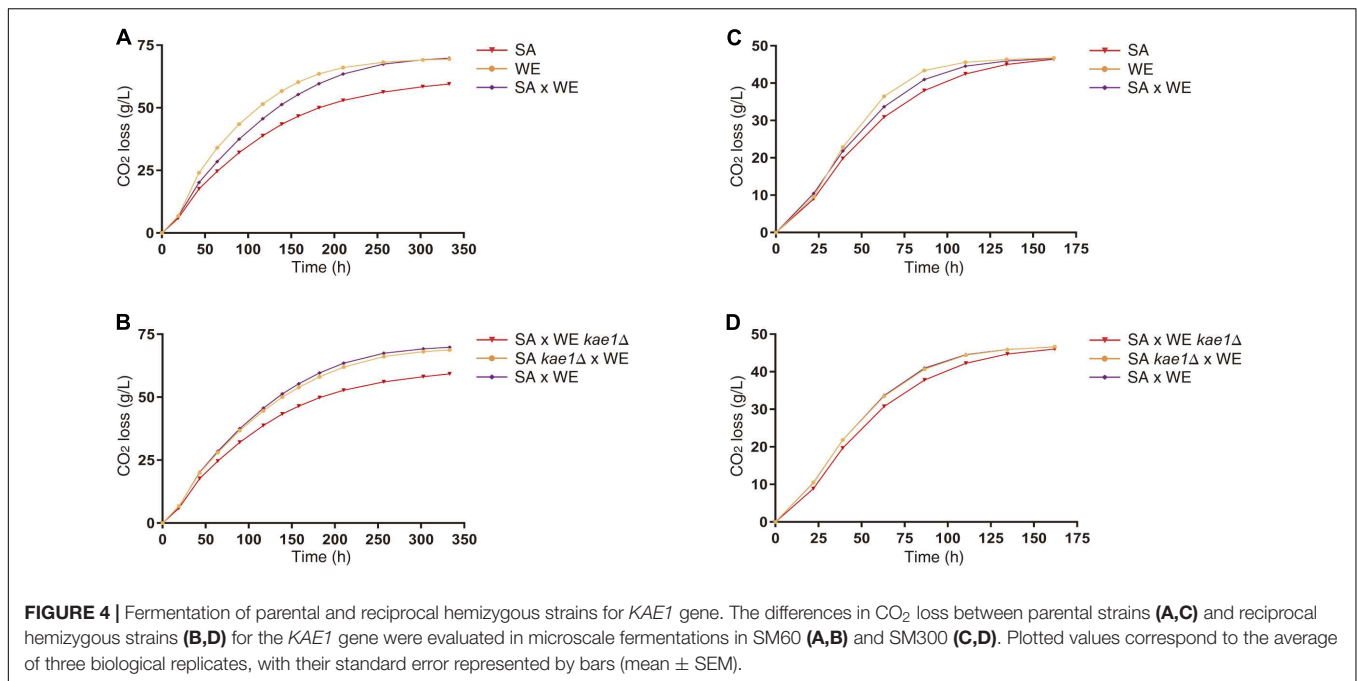 A
75
50
25
0
CO₂ loss (g/L)
0 50 100 150 200 250 300 350
Time (h)
SA
WE
SA x WE
C
50
40
30
20
10
0
CO₂ loss (g/L)
0 25 50 75 100 125 150 175
Time (h)
SA
WE
SA x WE
B
75
50
25
0
CO₂ loss (g/L)
0 50 100 150 200 250 300 350
Time (h)
SA x WE kae1Δ
SA kae1Δ x WE
SA x WE
D
50
40
30
20
10
0
CO₂ loss (g/L)
0 25 50 75 100 125 150 175
Time (h)
SA x WE kae1Δ
SA kae1Δ x WE
SA x WE
FIGURE 4 | Fermentation of parental and reciprocal hemizygous strains for KAE1 gene. The differences in CO₂ loss between parental strains (A,C) and reciprocal
hemizygous strains (B,D) for the KAE1 gene were evaluated in microscale fermentations in SM60 (A,B) and SM300 (C,D). Plotted values correspond to the average
of three biological replicates, with their standard error represented by bars (mean ± SEM).